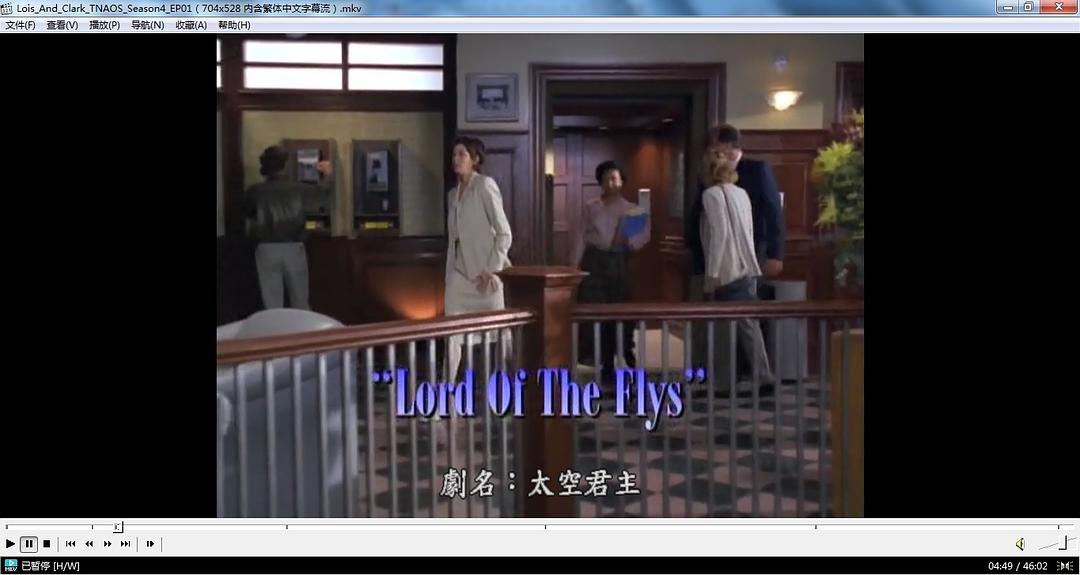 Lois_And_Clark_TNAOS_Season4_EP01 ( 704x528 内含繁体中文字幕流 ) .mkv
文件(F) 查看(V) 播放(P) 导航(N) 收藏(A) 帮助(H)
“Lord Of The Flys”
劇名：太空君主
已暂停 [H/W]
04:49 / 46:02